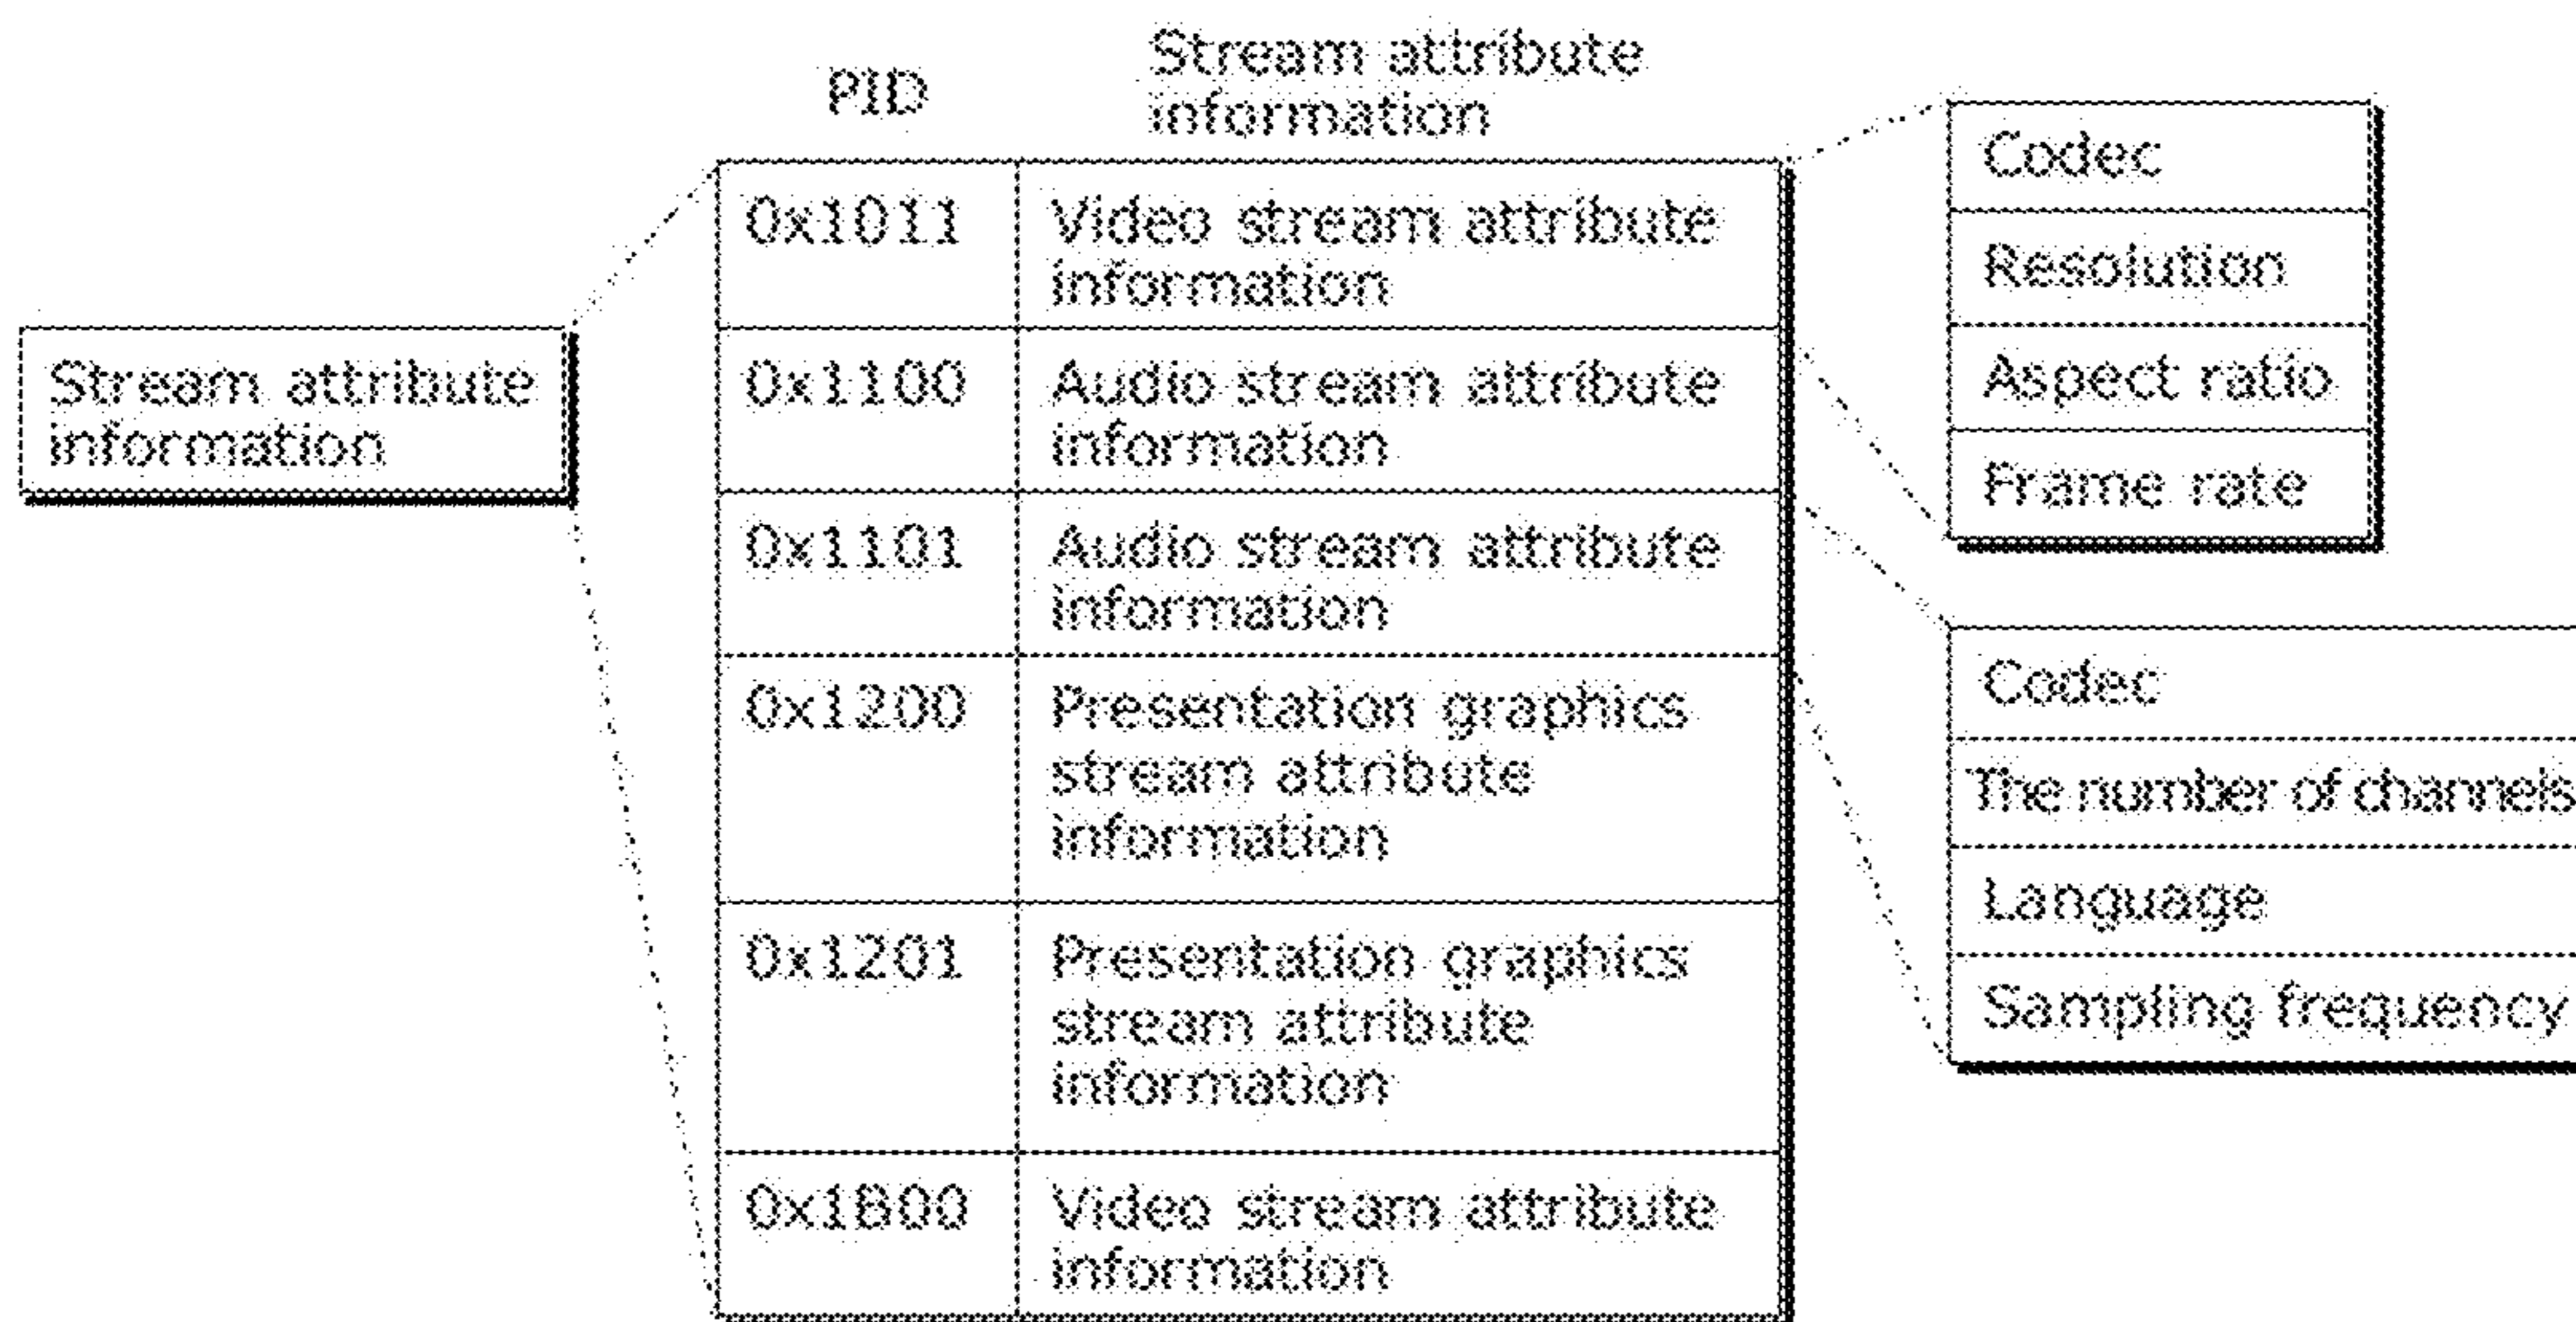 PID
Stream attribute
information
Stream attribute
information
0x1011
Video stream attribute
information
0x1100
Audio stream attribute
information
0x1101
Audio stream attribute
information
0x1200
Presentation graphics
stream attribute
information
0x1201
Presentation graphics
stream attribute
information
0x1B00
Video stream attribute
information
Codec
Resolution
Aspect ratio
Frame rate
Codec
The number of channels
Language
Sampling frequency